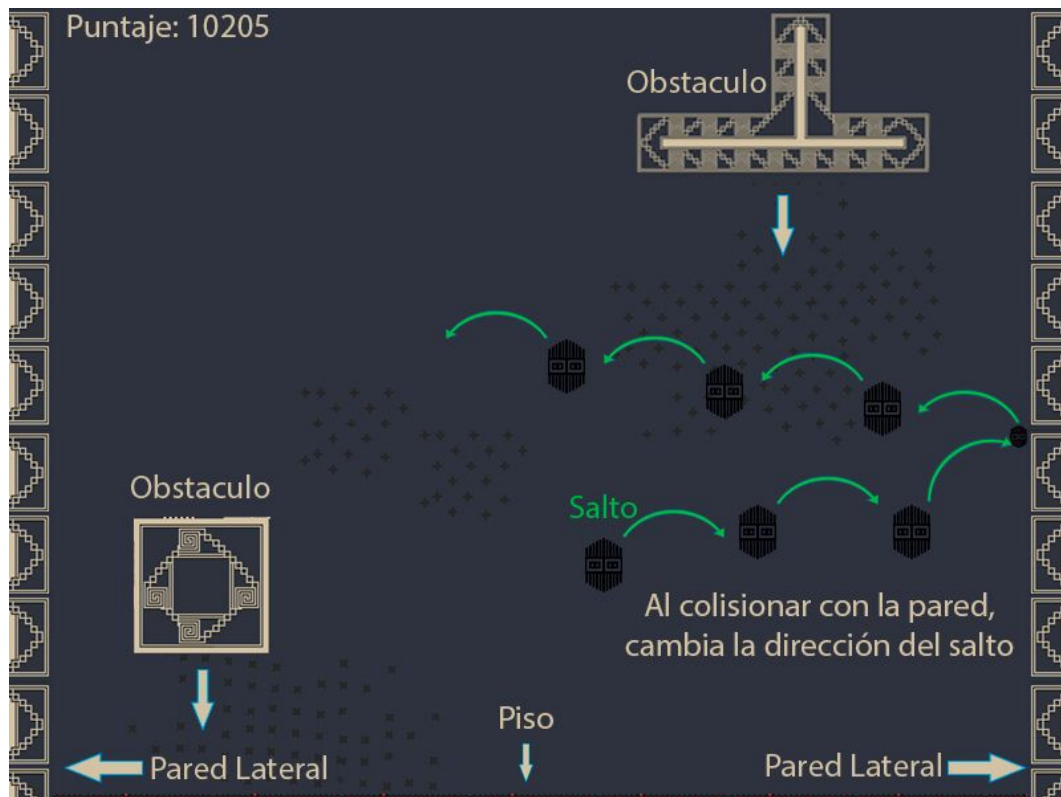 Puntaje: 10205
Obstaculo
Obstaculo
Salto
Al colisionar con la pared,
cambia la dirección del salto
Piso
Pared Lateral
Pared Lateral